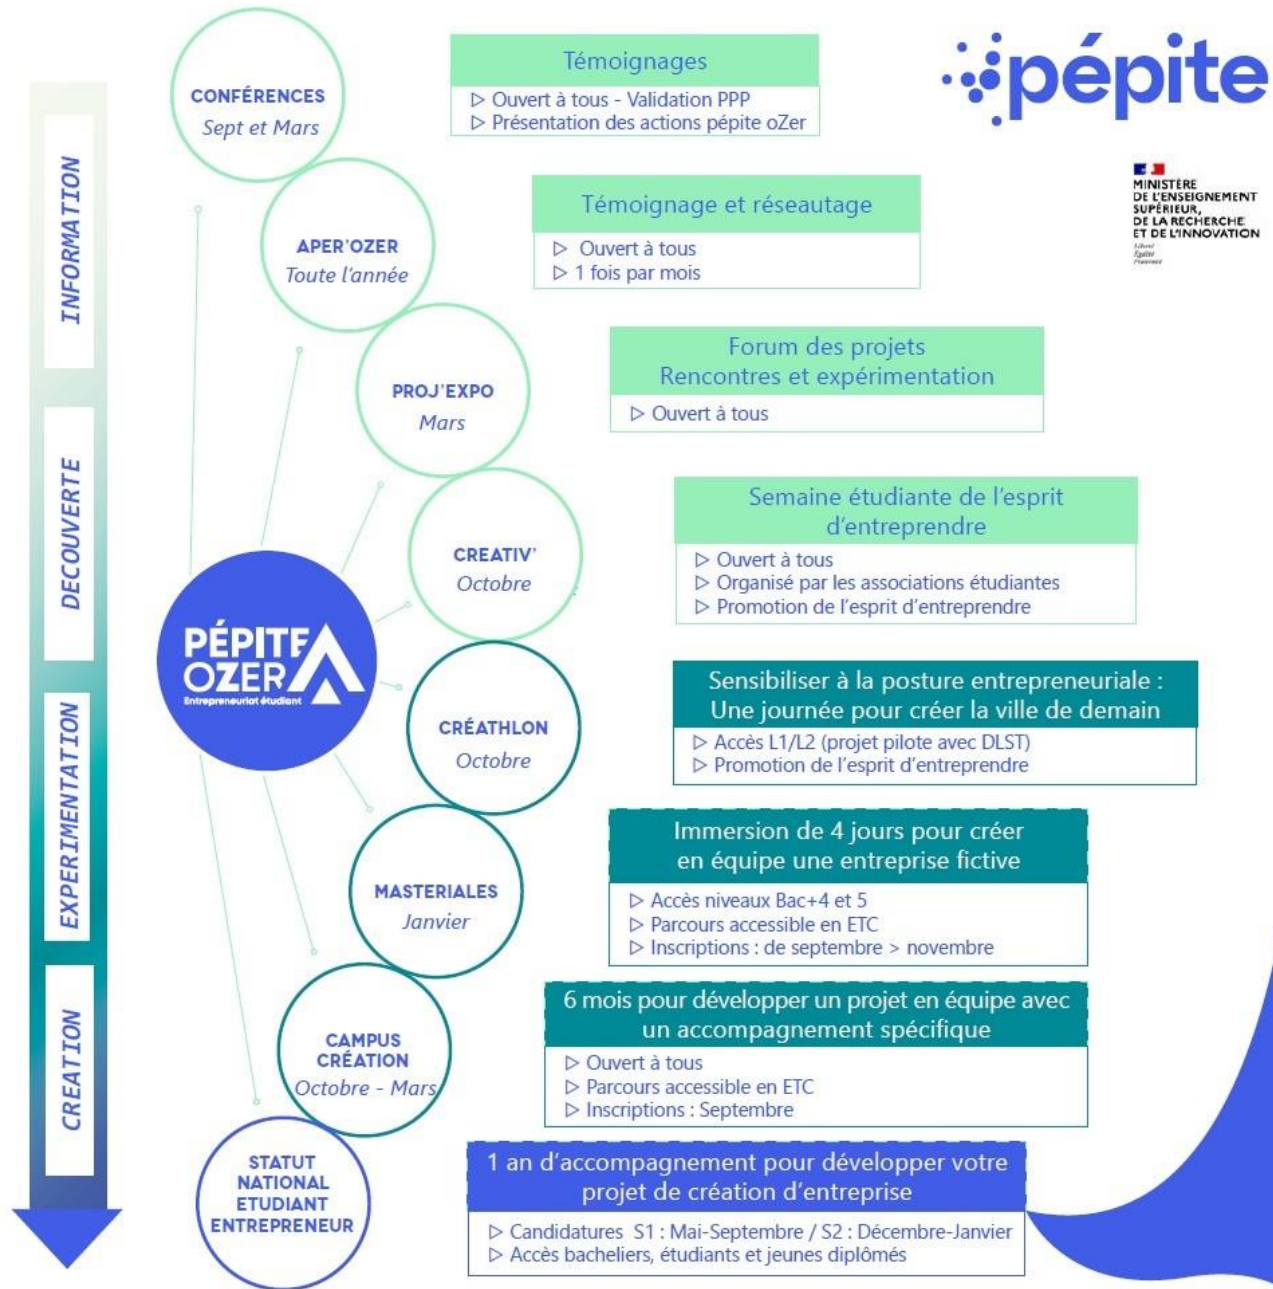 pépite
MINISTÈRE
DE L'ENSEIGNEMENT
SUPÉRIEUR,
DE LA RECHERCHE
ET DE L'INNOVATION
Liberté
Égalité
Fraternité
INFORMATION
DECOUVERTE
EXPERIMENTATION
CREATION
PÉPITE
OZER
Entrepreneuriat étudiant
CONFÉRENCES
Sept et Mars
Témoignages
▷ Ouvert à tous - Validation PPP
▷ Présentation des actions pépite oZer
APER'OZER
Toute l'année
Témoignage et réseautage
▷ Ouvert à tous
▷ 1 fois par mois
PROJ'EXPO
Mars
Forum des projets
Rencontres et expérimentation
▷ Ouvert à tous
CREATIV'
Octobre
Semaine étudiante de l'esprit
d'entreprendre
▷ Ouvert à tous
▷ Organisé par les associations étudiantes
▷ Promotion de l'esprit d'entreprendre
CRÉATHLON
Octobre
Sensibiliser à la posture entrepreneuriale :
Une journée pour créer la ville de demain
▷ Accès L1/L2 (projet pilote avec DLST)
▷ Promotion de l'esprit d'entreprendre
MASTERIALES
Janvier
Immersion de 4 jours pour créer
en équipe une entreprise fictive
▷ Accès niveaux Bac+4 et 5
▷ Parcours accessible en ETC
▷ Inscriptions : de septembre > novembre
CAMPUS
CRÉATION
Octobre - Mars
6 mois pour développer un projet en équipe avec
un accompagnement spécifique
▷ Ouvert à tous
▷ Parcours accessible en ETC
▷ Inscriptions : Septembre
STATUT
NATIONAL
ETUDIANT
ENTREPRENEUR
1 an d'accompagnement pour développer votre
projet de création d'entreprise
▷ Candidatures S1 : Mai-Septembre / S2 : Décembre-Janvier
▷ Accès bacheliers, étudiants et jeunes diplômés